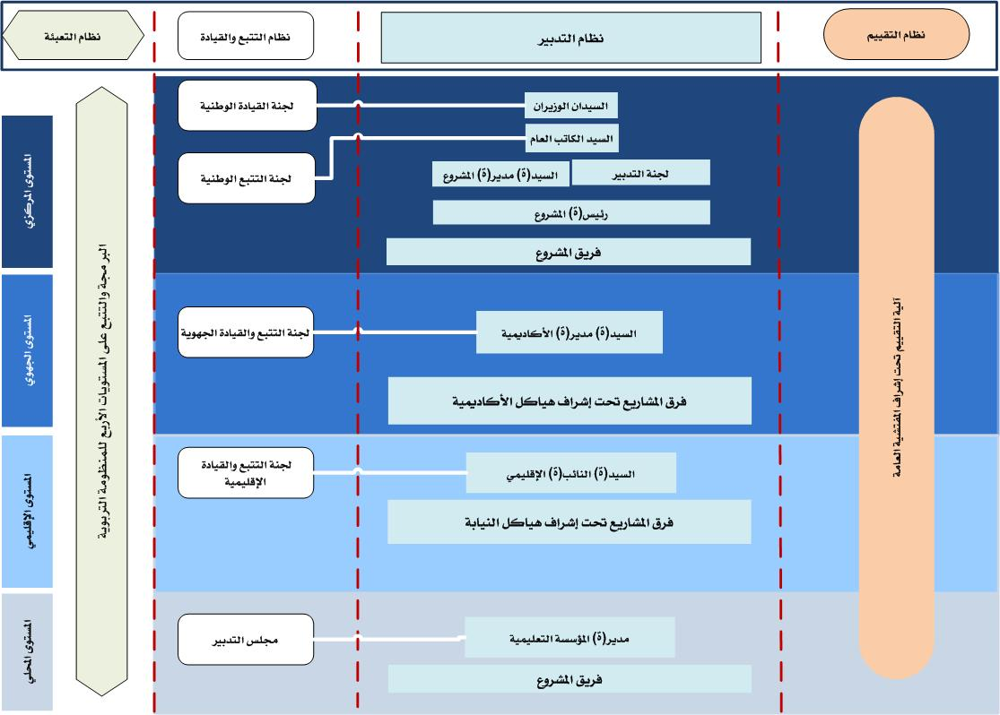 نظام التقييم
نظام التدبير
نظام التتبع والقيادة
نظام التعبئة
المستوى المركزي
السيدان الوزيران
لجنة القيادة الوطنية
السيد الكاتب العام
لجنة التتبع الوطنية
لجنة التدبير
السيد(ة) مدير(ة) المشروع
رئيس(ة) المشروع
فريق المشروع
المستوى الجهوي
السيد(ة) مدير(ة) الأكاديمية
لجنة التتبع والقيادة الجهوية
فرق المشاريع تحت إشراف هياكل الأكاديمية
المستوى الإقليمي
السيد(ة) النائب(ة) الإقليمي
لجنة التتبع والقيادة
الإقليمية
فرق المشاريع تحت إشراف هياكل النيابة
المستوى المحلي
مدير(ة) المؤسسة التعليمية
مجلس التدبير
فريق المشروع
آلية التقييم تحت إشراف المفتشية العامة
البر مجة والتتبع على المستويات الأربع للمنظومة التربوية